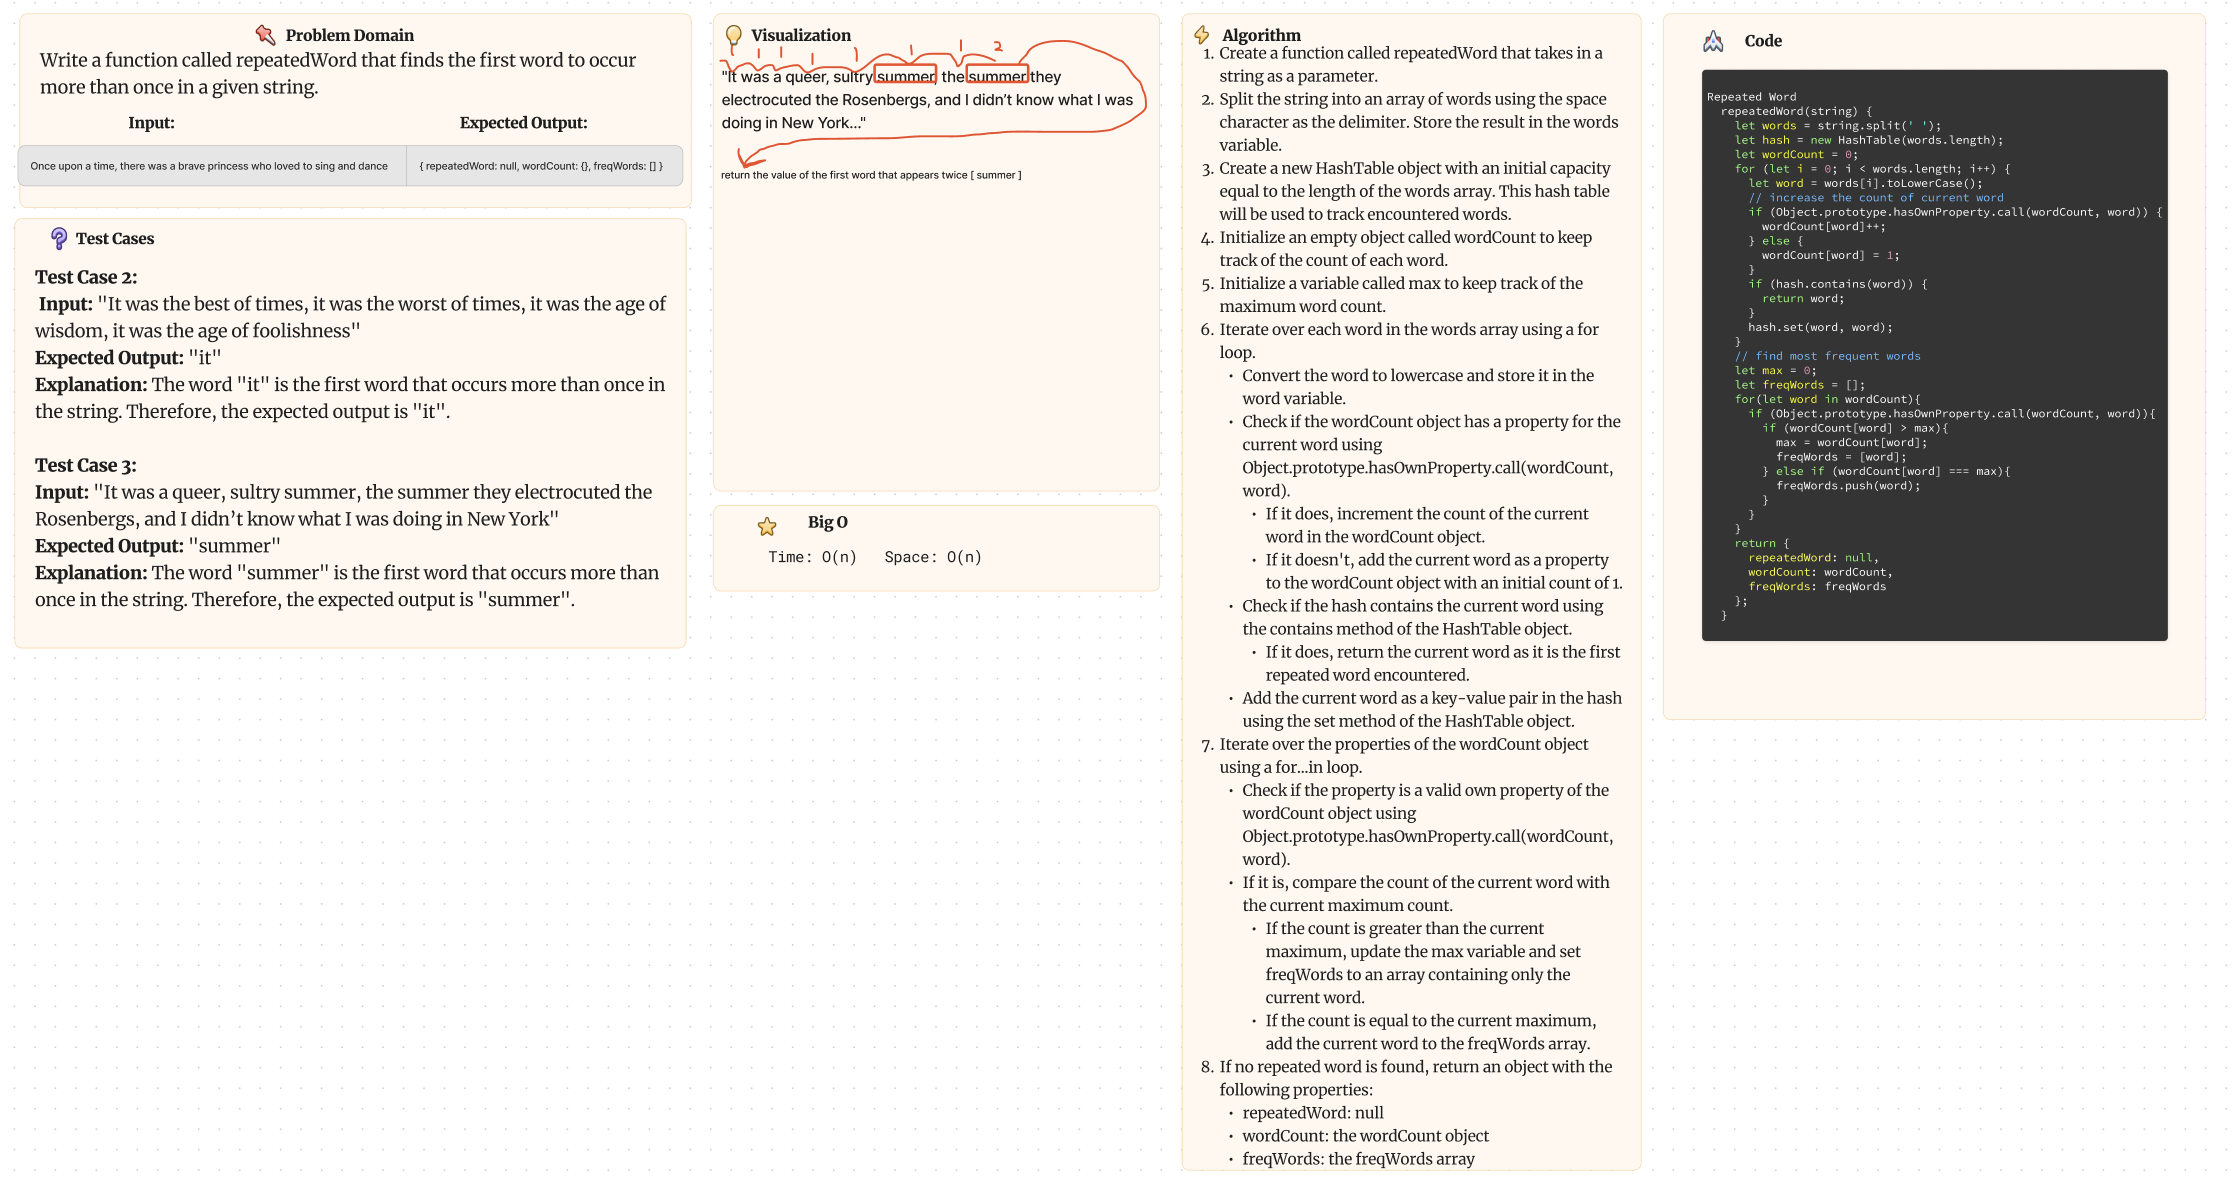 Problem Domain
Write a function called repeatedWord that finds the first word to occur
more than once in a given string.
Input:
Expected Output:
Once upon a time, there was a brave princess who loved to sing and dance
{ repeatedWord: null, wordCount: {}, freqWords: [] }
Test Cases
Test Case 2:
Input: "It was the best of times, it was the worst of times, it was the age of
wisdom, it was the age of foolishness"
Expected Output: "it"
Explanation: The word "it" is the first word that occurs more than once in
the string. Therefore, the expected output is "it".
Test Case 3:
Input: "It was a queer, sultry summer, the summer they electrocuted the
Rosenbergs, and I didn’t know what I was doing in New York"
Expected Output: "summer"
Explanation: The word "summer" is the first word that occurs more than
once in the string. Therefore, the expected output is "summer".
Visualization
1 1 1 1 1 1 1 2
"It was a queer, sultry summer, the summer they
electrocuted the Rosenbergs, and I didn’t know what I was
doing in New York..."
return the value of the first word that appears twice [ summer ]
Big O
Time: O(n) Space: O(n)
Algorithm
1. Create a function called repeatedWord that takes in a
string as a parameter.
2. Split the string into an array of words using the space
character as the delimiter. Store the result in the words
variable.
3. Create a new HashTable object with an initial capacity
equal to the length of the words array. This hash table
will be used to track encountered words.
4. Initialize an empty object called wordCount to keep
track of the count of each word.
5. Initialize a variable called max to keep track of the
maximum word count.
6. Iterate over each word in the words array using a for
loop.
• Convert the word to lowercase and store it in the
word variable.
• Check if the wordCount object has a property for the
current word using
Object.prototype.hasOwnProperty.call(wordCount,
word).
• If it does, increment the count of the current
word in the wordCount object.
• If it doesn't, add the current word as a property
to the wordCount object with an initial count of 1.
• Check if the hash contains the current word using
the contains method of the HashTable object.
• If it does, return the current word as it is the first
repeated word encountered.
• Add the current word as a key-value pair in the hash
using the set method of the HashTable object.
7. Iterate over the properties of the wordCount object
using a for...in loop.
• Check if the property is a valid own property of the
wordCount object using
Object.prototype.hasOwnProperty.call(wordCount,
word).
• If it is, compare the count of the current word with
the current maximum count.
• If the count is greater than the current
maximum, update the max variable and set
freqWords to an array containing only the
current word.
• If the count is equal to the current maximum,
add the current word to the freqWords array.
8. If no repeated word is found, return an object with the
following properties:
• repeatedWord: null
• wordCount: the wordCount object
• freqWords: the freqWords array
Code
Repeated Word
repeatedWord(string) {
let words = string.split(' ');
let hash = new HashTable(words.length);
let wordCount = 0;
for (let i = 0; i < words.length; i++) {
let word = words[i].toLowerCase();
// increase the count of current word
if (Object.prototype.hasOwnProperty.call(wordCount, word)) {
wordCount[word]++;
} else {
wordCount[word] = 1;
}
if (hash.contains(word)) {
return word;
}
hash.set(word, word);
}
// find most frequent words
let max = 0;
let freqWords = [];
for(let word in wordCount){
if (Object.prototype.hasOwnProperty.call(wordCount, word)){
if (wordCount[word] > max){
max = wordCount[word];
freqWords = [word];
} else if (wordCount[word] === max){
freqWords.push(word);
}
}
}
return {
repeatedWord: null,
wordCount: wordCount,
freqWords: freqWords
};
}